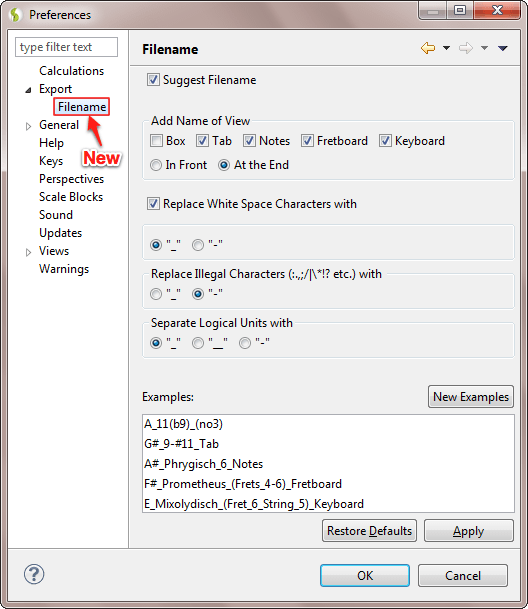 Preferences
type filter text
Calculations
Export
Filename
General
Help
Keys
Perspectives
Scale Blocks
Sound
Updates
Views
Warnings
New
Filename
Suggest Filename
Add Name of View
Box Tab Notes Fretboard Keyboard
In Front At the End
Replace White Space Characters with
"_" "-"
Replace Illegal Characters (:.,;/|\*!? etc.) with
"_" "-"
Separate Logical Units with
"_" "__" "-"
Examples:
New Examples
A_11(b9)_(no3)
G#_9-#11_Tab
A#_Phrygisch_6_Notes
F#_Prometheus_(Frets_4-6)_Fretboard
E_Mixolydisch_(Fret_6_String_5)_Keyboard
Restore Defaults Apply
? OK Cancel